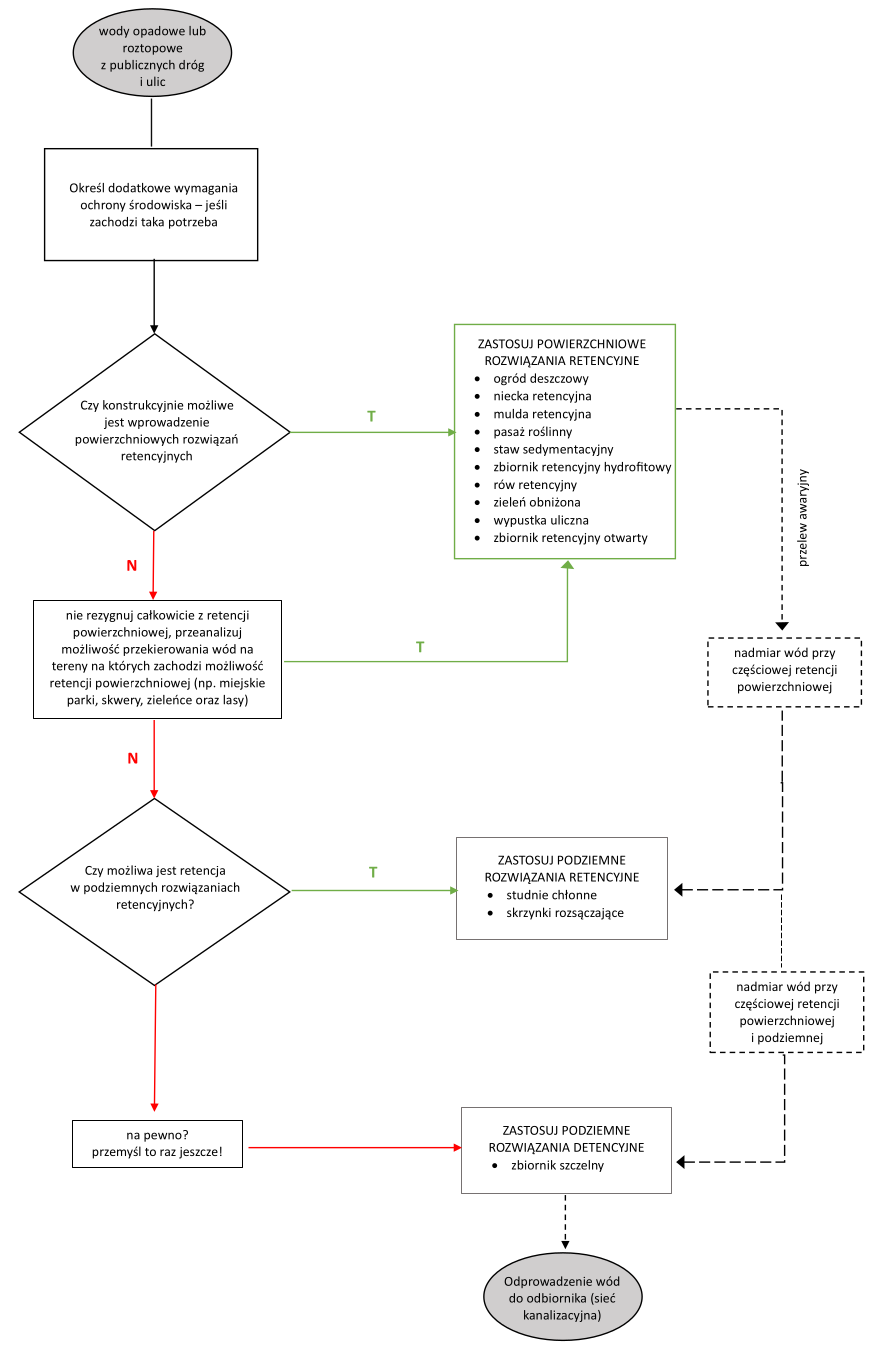 wody opadowe lub
roztopowe
z publicznych dróg
i ulic
Określ dodatkowe wymagania
ochrony środowiska – jeśli
zachodzi taka potrzeba
Czy konstrukcyjnie możliwe
jest wprowadzenie
powierzchniowych rozwiązań
retencyjnych
T
ZASTOSUJ POWIERZCHNIOWE
ROZWIĄZANIA RETENCYJNE
• ogród deszczowy
• niecka retencyjna
• mulda retencyjna
• pasaż roślinny
• staw sedymentacyjny
• zbiornik retencyjny hydrofitowy
• rów retencyjny
• zieleń obniżona
• wypustka uliczna
• zbiornik retencyjny otwarty
przelew awaryjny
N
nie rezygnuj całkowicie z retencji
powierzchniowej, przeanalizuj
możliwość przekierowania wód na
tereny na których zachodzi możliwość
retencji powierzchniowej (np. miejskie
parki, skwery, zieleńce oraz lasy)
T
nadmiar wód przy
częściowej retencji
powierzchniowej
N
Czy możliwa jest retencja
w podziemnych rozwiązaniach
retencyjnych?
T
ZASTOSUJ PODZIEMNE
ROZWIĄZANIA RETENCYJNE
• studnie chłonne
• skrzynki rozsączające
nadmiar wód przy
częściowej retencji
powierzchniowej
i podziemnej
na pewno?
przemyśl to raz jeszcze!
ZASTOSUJ PODZIEMNE
ROZWIĄZANIA DETENCYJNE
• zbiornik szczelny
Odprowadzenie wód
do odbiornika (sieć
kanalizacyjna)